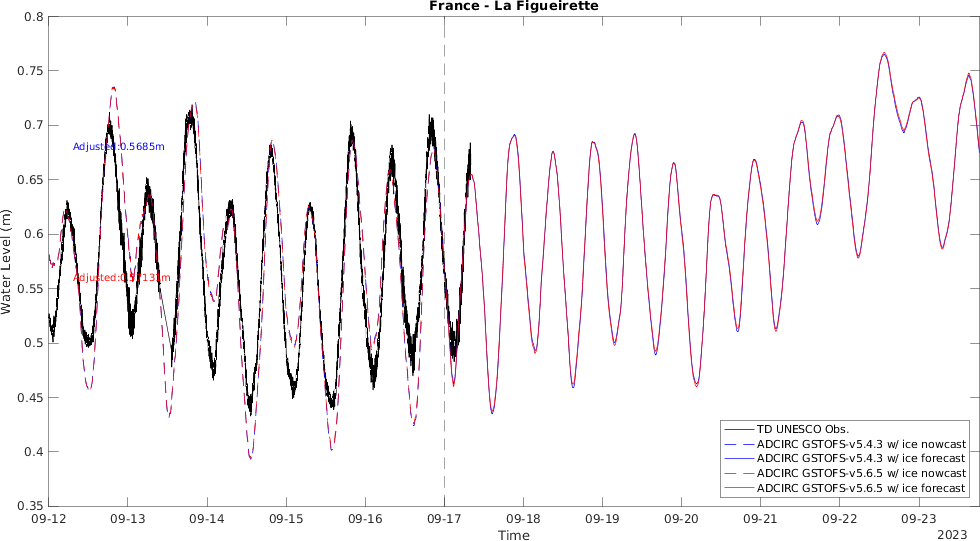 France - La Figueirette
0.8
0.75
0.7
0.65
0.6
0.55
0.5
0.45
0.4
0.35
Water Level (m)
Adjusted:0.5685m
TD UNESCO Obs.
ADCIRC GSTOFS-v5.4.3 w/ ice nowcast
ADCIRC GSTOFS-v5.4.3 w/ ice forecast
ADCIRC GSTOFS-v5.6.5 w/ ice nowcast
ADCIRC GSTOFS-v5.6.5 w/ ice forecast
09-12 09-13 09-14 09-15 09-16 09-17 09-18 09-19 09-20 09-21 09-22 09-23
Time
2023